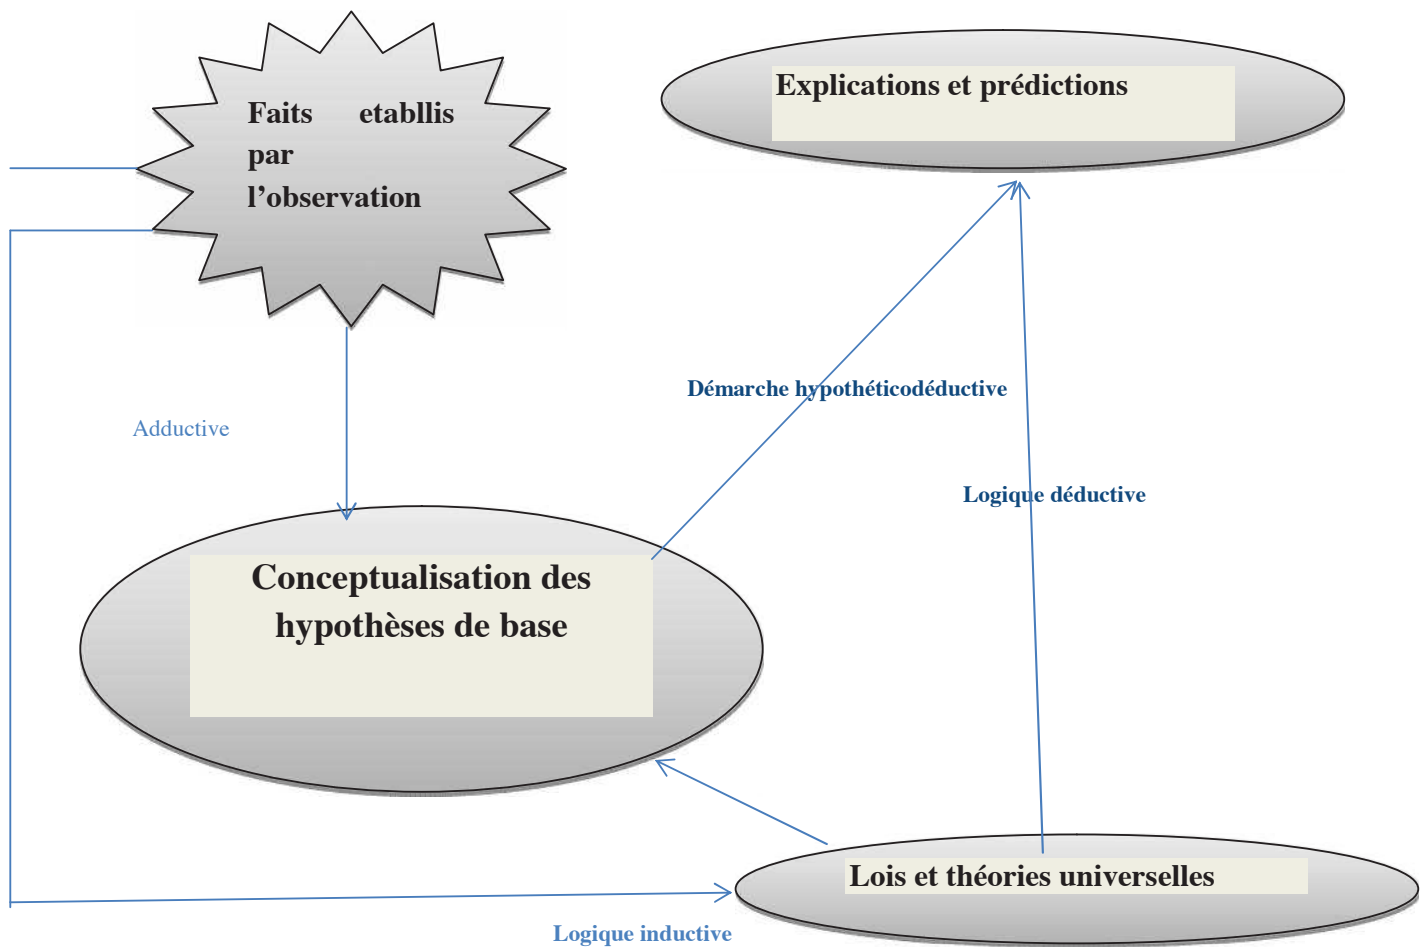 Faits etabllis
par
l’observation
Explications et prédictions
Démarche hypothéticodéductive
Adductive
Logique déductive
Conceptualisation des
hypothèses de base
Lois et théories universelles
Logique inductive